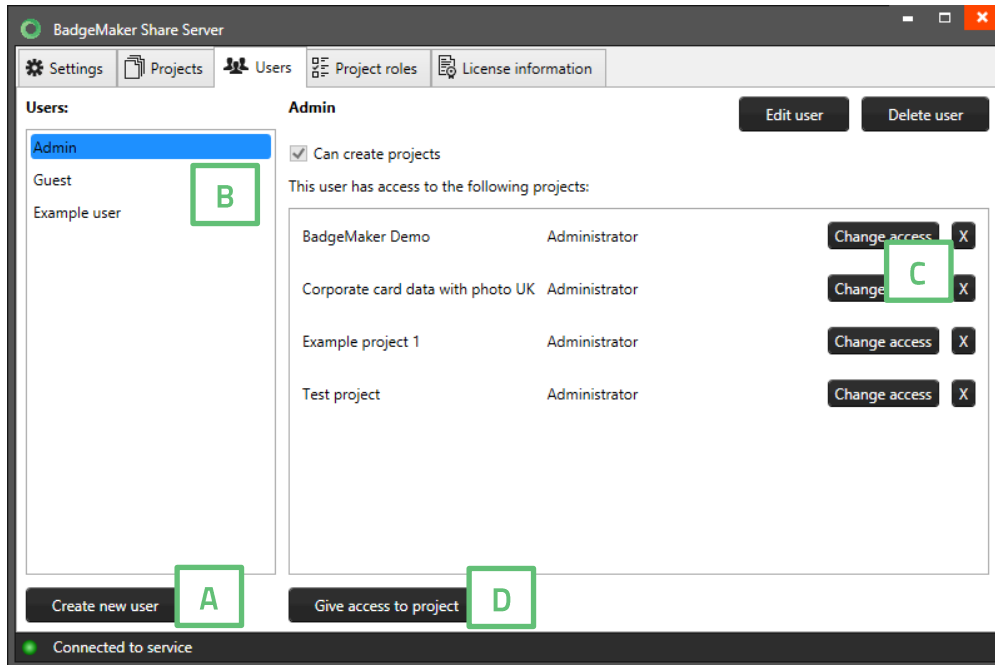 BadgeMaker Share Server
Settings Projects Users Project roles License information
Users: Admin Edit user Delete user
Admin
Can create projects
Guest
B
This user has access to the following projects:
Example user
BadgeMaker Demo Administrator Change access X
C
Corporate card data with photo UK Administrator Change X
Example project 1 Administrator Change access X
Test project Administrator Change access X
Create new user A Give access to project D
Connected to service